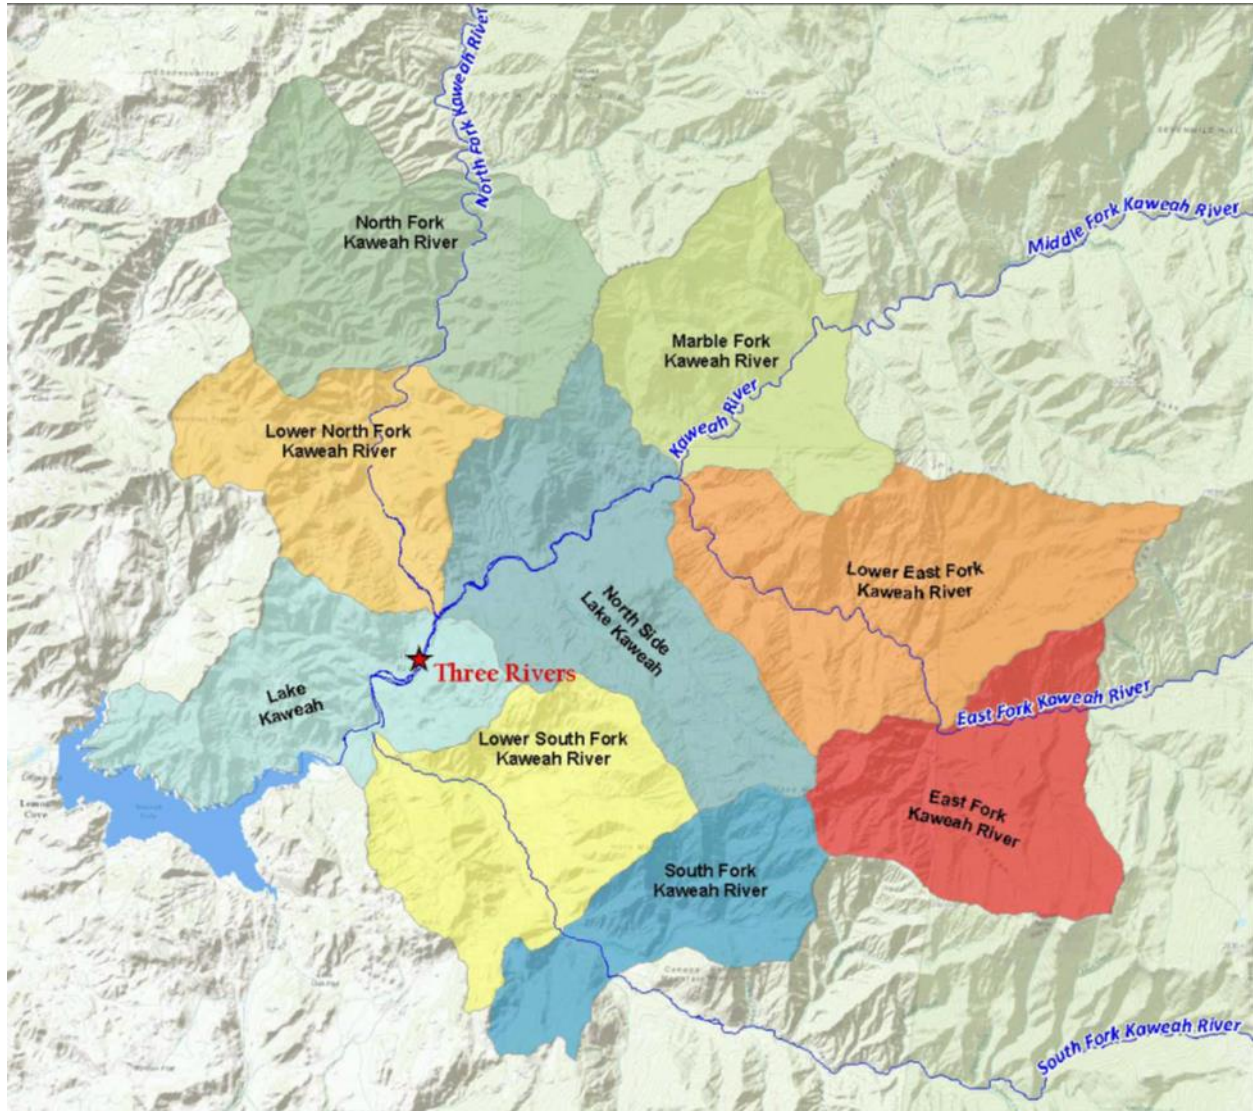 North Fork Kaweah River
North Fork
Kaweah River
Middle Fork Kaweah River
Marble Fork
Kaweah River
Kaweah River
Lower North Fork
Kaweah River
Lower East Fork
Kaweah River
North Side
Lake Kaweah
Three Rivers
Lake
Kaweah
East Fork Kaweah River
Lower South Fork
Kaweah River
Lemon
Cove
East Fork
Kaweah River
South Fork
Kaweah River
South Fork Kaweah River